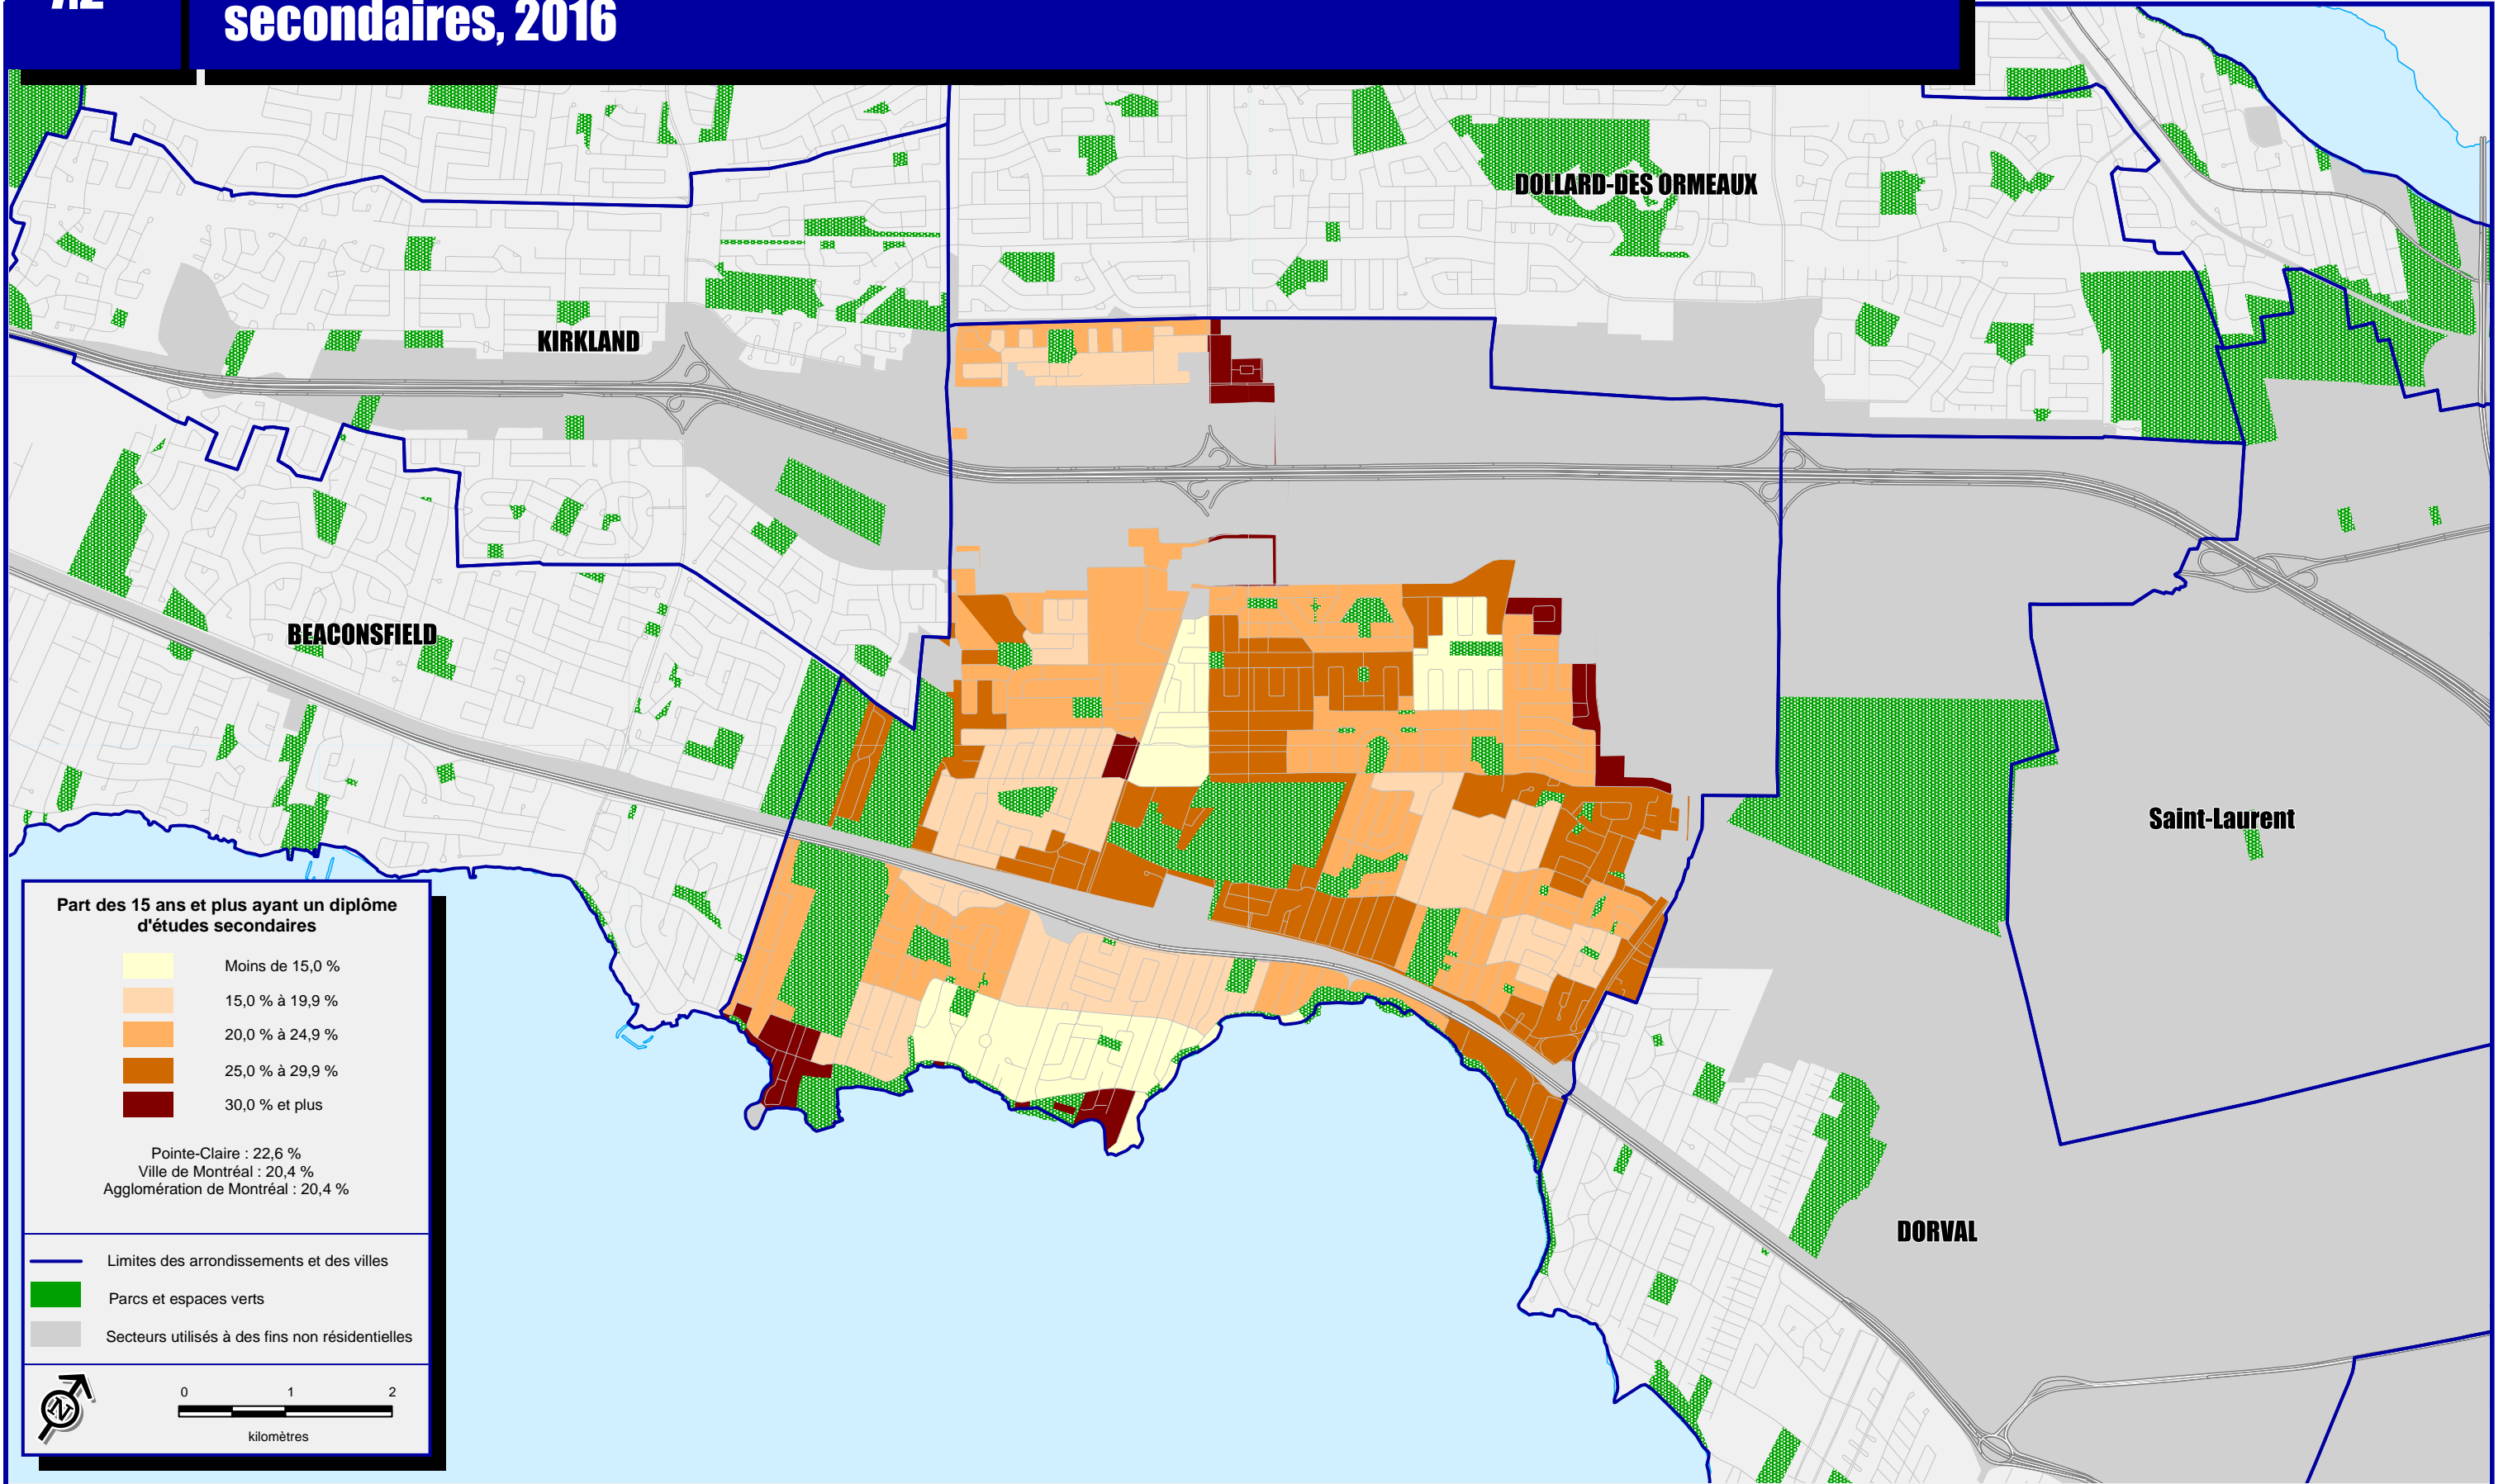 secondaires, 2016
DOLLARD-DES ORMEAUX
KIRKLAND
BEACONSFIELD
Saint-Laurent
DORVAL
Part des 15 ans et plus ayant un diplôme
d'études secondaires
Moins de 15,0 %
15,0 % à 19,9 %
20,0 % à 24,9 %
25,0 % à 29,9 %
30,0 % et plus
Pointe-Claire : 22,6 %
Ville de Montréal : 20,4 %
Agglomération de Montréal : 20,4 %
Limites des arrondissements et des villes
Parcs et espaces verts
Secteurs utilisés à des fins non résidentielles
N
0 1 2
kilomètres